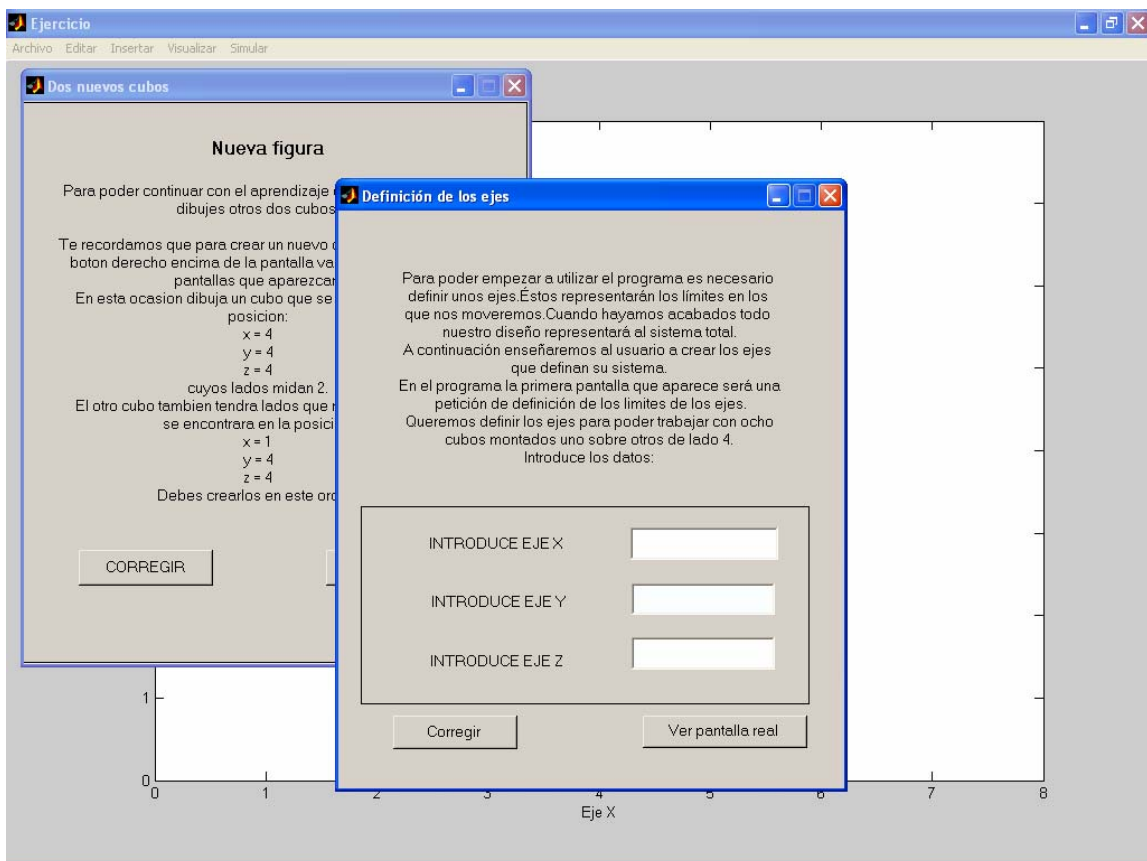 Ejercicio
Archivo Editar Insertar Visualizar Simular
Dos nuevos cubos
Nueva figura
Para poder continuar con el aprendizaje
dibujes otros dos cubos
Te recordamos que para crear un nuevo
boton derecho encima de la pantalla
pantallas que
En esta ocasion dibuja un cubo que se
posicion:
x = 4
y = 4
z = 4
cuyos lados midan 2.
El otro cubo tambien tendra lados que
se encontrara en la
x = 1
y = 4
z = 4
Debes crearlos en este
CORREGIR
Definición de los ejes
Para poder empezar a utilizar el programa es necesario
definir unos ejes.Éstos representarán los límites en los
que nos moveremos.Cuando hayamos acabados todo
nuestro diseño representará al sistema total.
A continuación enseñaremos al usuario a crear los ejes
que definan su sistema.
En el programa la primera pantalla que aparece será una
petición de definición de los limites de los ejes.
Queremos definir los ejes para poder trabajar con ocho
cubos montados uno sobre otros de lado 4.
Introduce los datos:
INTRODUCE EJE X
INTRODUCE EJE Y
INTRODUCE EJE Z
Corregir Ver pantalla real
1
0
0 1 2 3 4 5 6 7 8
Eje X